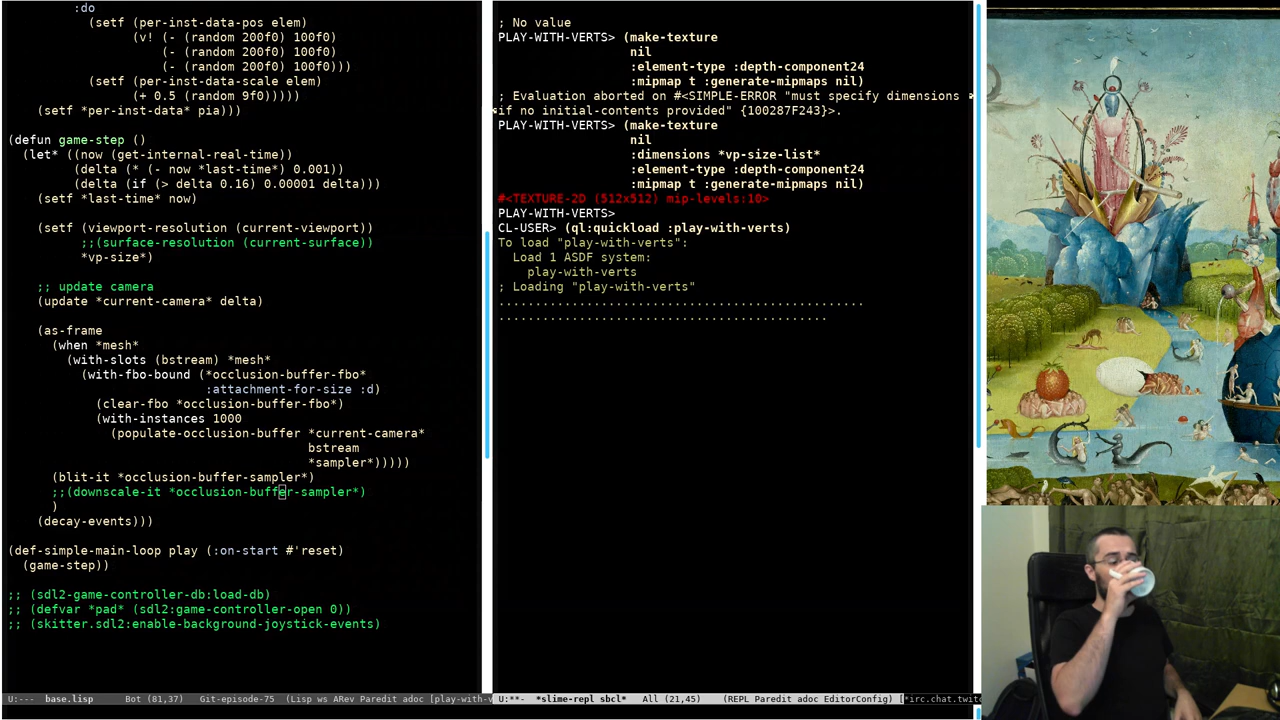 :do
(setf (per-inst-data-pos elem)
(v! (- (random 200f0) 100f0)
(- (random 200f0) 100f0)
(- (random 200f0) 100f0)))
(setf (per-inst-data-scale elem)
(+ 0.5 (random 9f0)))))
(setf *per-inst-data* pia)))
(defun game-step ()
(let* ((now (get-internal-real-time))
(delta (* (- now *last-time*) 0.001))
(delta (if (> delta 0.16) 0.00001 delta)))
(setf *last-time* now)
(setf (viewport-resolution (current-viewport))
;;(surface-resolution (current-surface))
*vp-size*)
;; update camera
(update *current-camera* delta)
(as-frame
(when *mesh*
(with-slots (bstream) *mesh*
(with-fbo-bound (*occlusion-buffer-fbo*
:attachment-for-size :d)
(clear-fbo *occlusion-buffer-fbo*)
(with-instances 1000
(populate-occlusion-buffer *current-camera*
bstream
*sampler*)))))
(blit-it *occlusion-buffer-sampler*)
;;(downscale-it *occlusion-buffer-sampler*)
)
(decay-events)))
(def-simple-main-loop play (:on-start #'reset)
(game-step))
;; (sdl2-game-controller-db:load-db)
;; (defvar *pad* (sdl2:game-controller-open 0))
;; (skitter.sdl2:enable-background-joystick-events)
U:--- base.lisp Bot (81,37) Git-episode-75 (Lisp ws ARev Paredit adoc [play-with-v
; No value
PLAY-WITH-VERTS> (make-texture
nil
:element-type :depth-component24
:mipmap t :generate-mipmaps nil)
; Evaluation aborted on #<SIMPLE-ERROR "must specify dimensions
if no initial-contents provided" {100287F243}>.
PLAY-WITH-VERTS> (make-texture
nil
:dimensions *vp-size-list*
:element-type :depth-component24
:mipmap t :generate-mipmaps nil)
#<TEXTURE-2D (512x512) mip-levels:10>
PLAY-WITH-VERTS>
CL-USER> (ql:quickload :play-with-verts)
To load "play-with-verts":
Load 1 ASDF system:
play-with-verts
; Loading "play-with-verts"
..................................................
.............................................
U:**- *slime-repl sbcl* All (21,45) (REPL Paredit adoc EditorConfig) [*irc.chat.twit